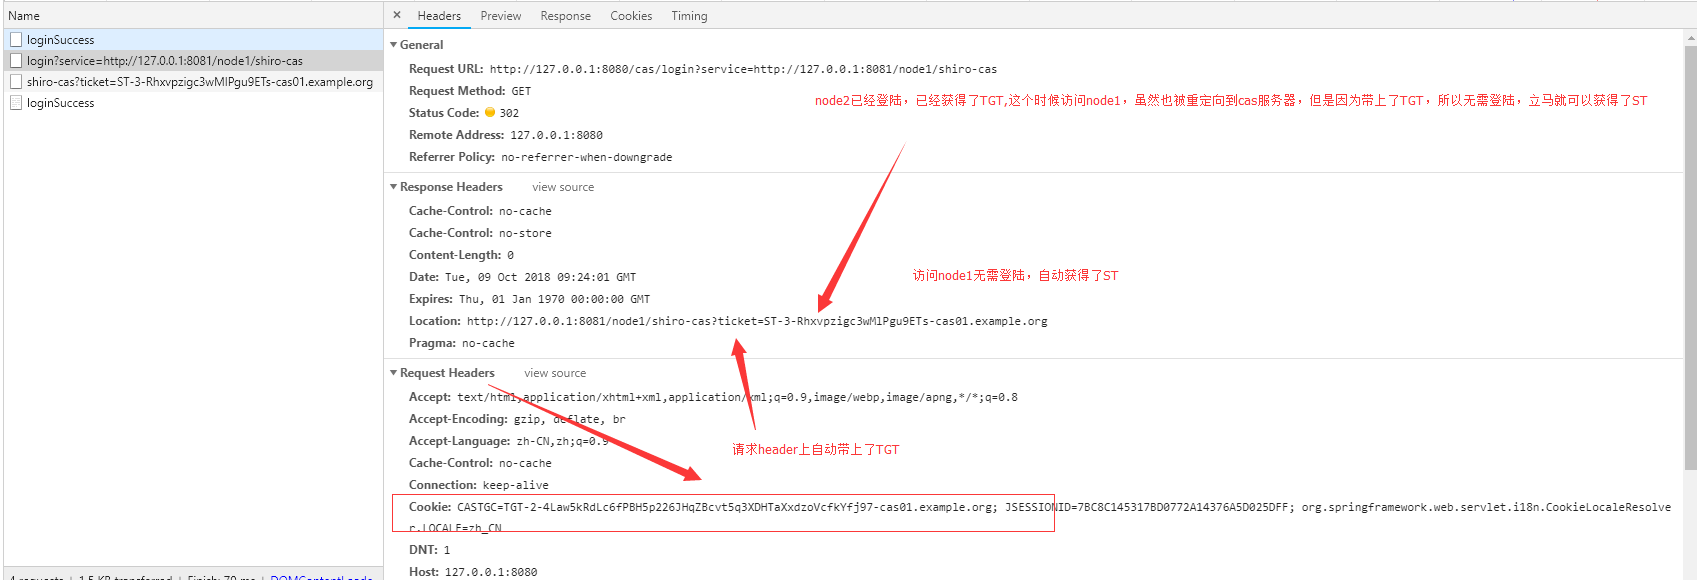 Name
loginSuccess
login?service=http://127.0.0.1:8081/node1/shiro-cas
shiro-cas?ticket=ST-3-Rhxvpzigc3wMlPgu9ETs-cas01.example.org
loginSuccess
× Headers Preview Response Cookies Timing
General
Request URL: http://127.0.0.1:8080/cas/login?service=http://127.0.0.1:8081/node1/shiro-cas
Request Method: GET
node2已经登陆，已经获得了TGT,这个时候访问node1，虽然也被重定向到cas服务器，但是因为带上了TGT，所以无需登陆，立马就可以获得了ST
Status Code: 302
Remote Address: 127.0.0.1:8080
Referrer Policy: no-referrer-when-downgrade
Response Headers view source
Cache-Control: no-cache
Cache-Control: no-store
Content-Length: 0
Date: Tue, 09 Oct 2018 09:24:01 GMT
访问node1无需登陆，自动获得了ST
Expires: Thu, 01 Jan 1970 00:00:00 GMT
Location: http://127.0.0.1:8081/node1/shiro-cas?ticket=ST-3-Rhxvpzigc3wMlPgu9ETs-cas01.example.org
Pragma: no-cache
Request Headers view source
Accept: text/html,application/xhtml+xml,application/xml;q=0.9,image/webp,image/apng,*/*;q=0.8
Accept-Encoding: gzip, deflate, br
Accept-Language: zh-CN,zh;q=0.9
请求header上自动带上了TGT
Cache-Control: no-cache
Connection: keep-alive
Cookie: CASTGC=TGT-2-4Law5kRdLc6fPBH5p226JHqZBcvt5q3XDHTaXxdzoVcfkYfj97-cas01.example.org; JSESSIONID=7BC8C145317BD0772A14376A5D025DFF; org.springframework.web.servlet.i18n.CookieLocaleResolve
r.LOCALE=zh_CN
DNT: 1
Host: 127.0.0.1:8080